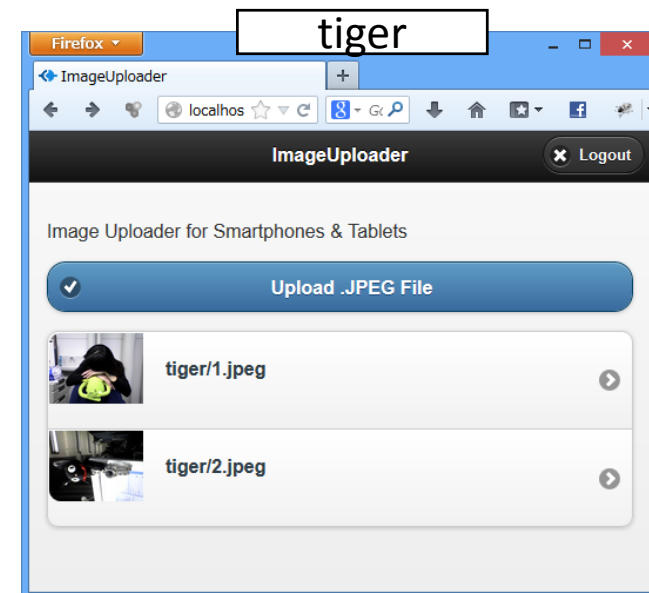 tiger
Firefox
ImageUploader
localhos
ImageUploader
Logout
Image Uploader for Smartphones & Tablets
Upload .JPEG File
tiger/1.jpeg
tiger/2.jpeg